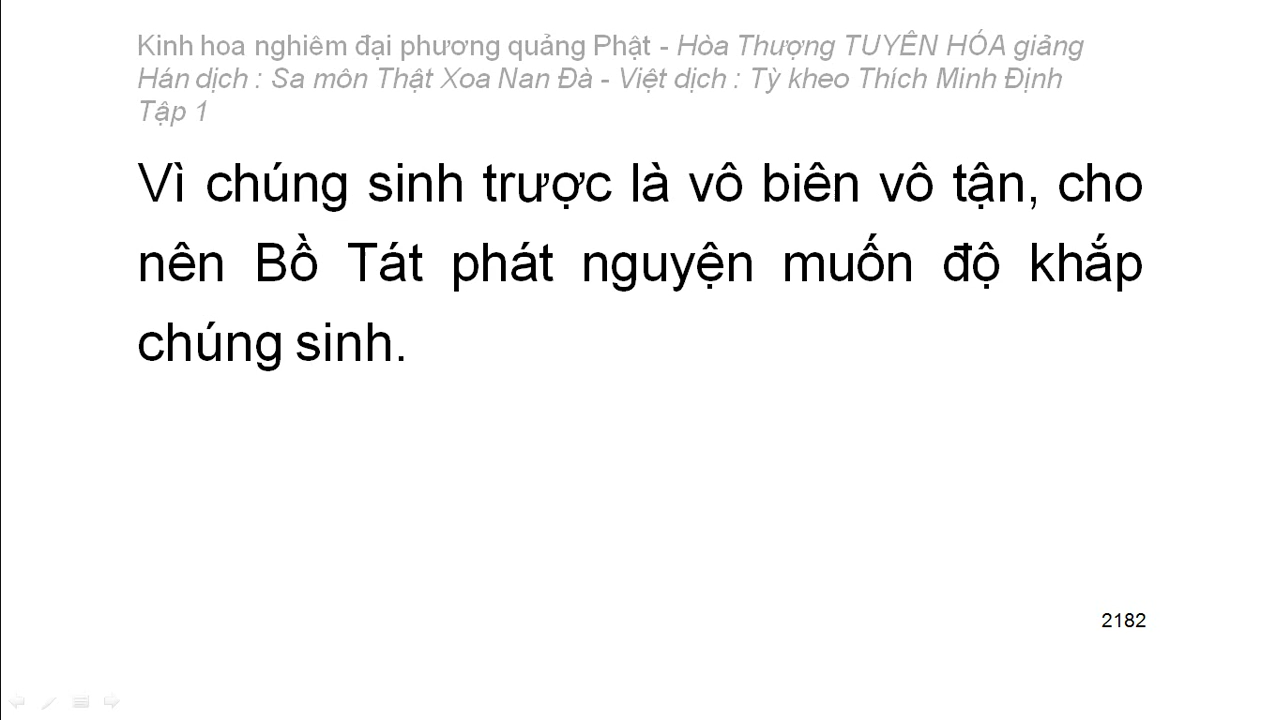 Kinh hoa nghiêm đại phương quảng Phật - Hòa Thượng TUYÊN HÓA giảng
Hán dịch : Sa môn Thật Xoa Nan Đà - Việt dịch : Tỳ kheo Thích Minh Định
Tập 1
Vì chúng sinh trược là vô biên vô tận, cho
nên Bồ Tát phát nguyện muốn độ khắp
chúng sinh.
2182